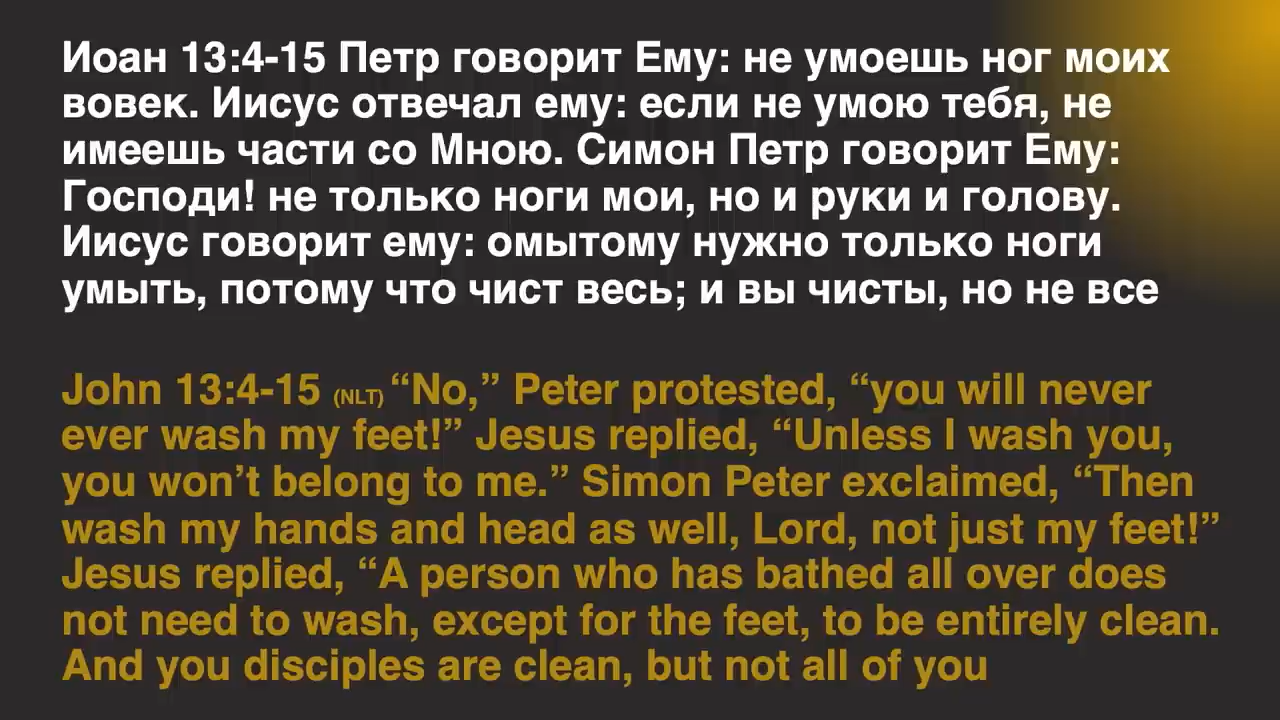 Иоан 13:4-15 Петр говорит Ему: не умоешь ног моих
вовек. Иисус отвечал ему: если не умою тебя, не
имеешь части со Мною. Симон Петр говорит Ему:
Господи! не только ноги мои, но и руки и голову.
Иисус говорит ему: омытому нужно только ноги
умыть, потому что чист весь; и вы чисты, но не все
John 13:4-15 (NLT) “No,” Peter protested, “you will never
ever wash my feet!” Jesus replied, “Unless I wash you,
you won’t belong to me.” Simon Peter exclaimed, “Then
wash my hands and head as well, Lord, not just my feet!”
Jesus replied, “A person who has bathed all over does
not need to wash, except for the feet, to be entirely clean.
And you disciples are clean, but not all of you